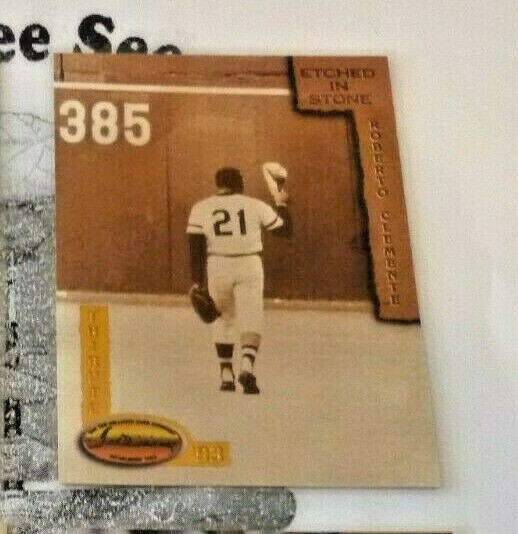 ee See
385
ETCHED
IN
STONE
ROBERTO CLEMENTE
21
TRIBUTE
93